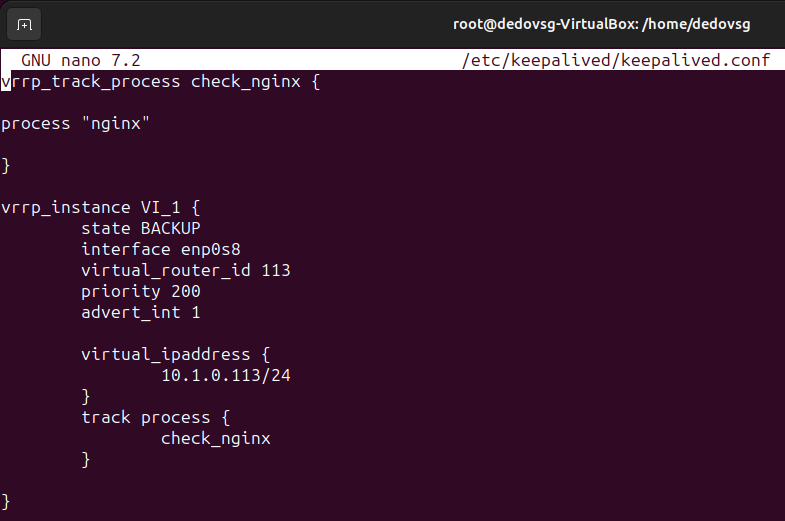 root@dedovsg-VirtualBox: /home/dedovsg
GNU nano 7.2 /etc/keepalived/keepalived.conf
vrrp_track_process check_nginx {
process "nginx"
}
vrrp_instance VI_1 {
state BACKUP
interface enp0s8
virtual_router_id 113
priority 200
advert_int 1
virtual_ipaddress {
10.1.0.113/24
}
track process {
check_nginx
}
}